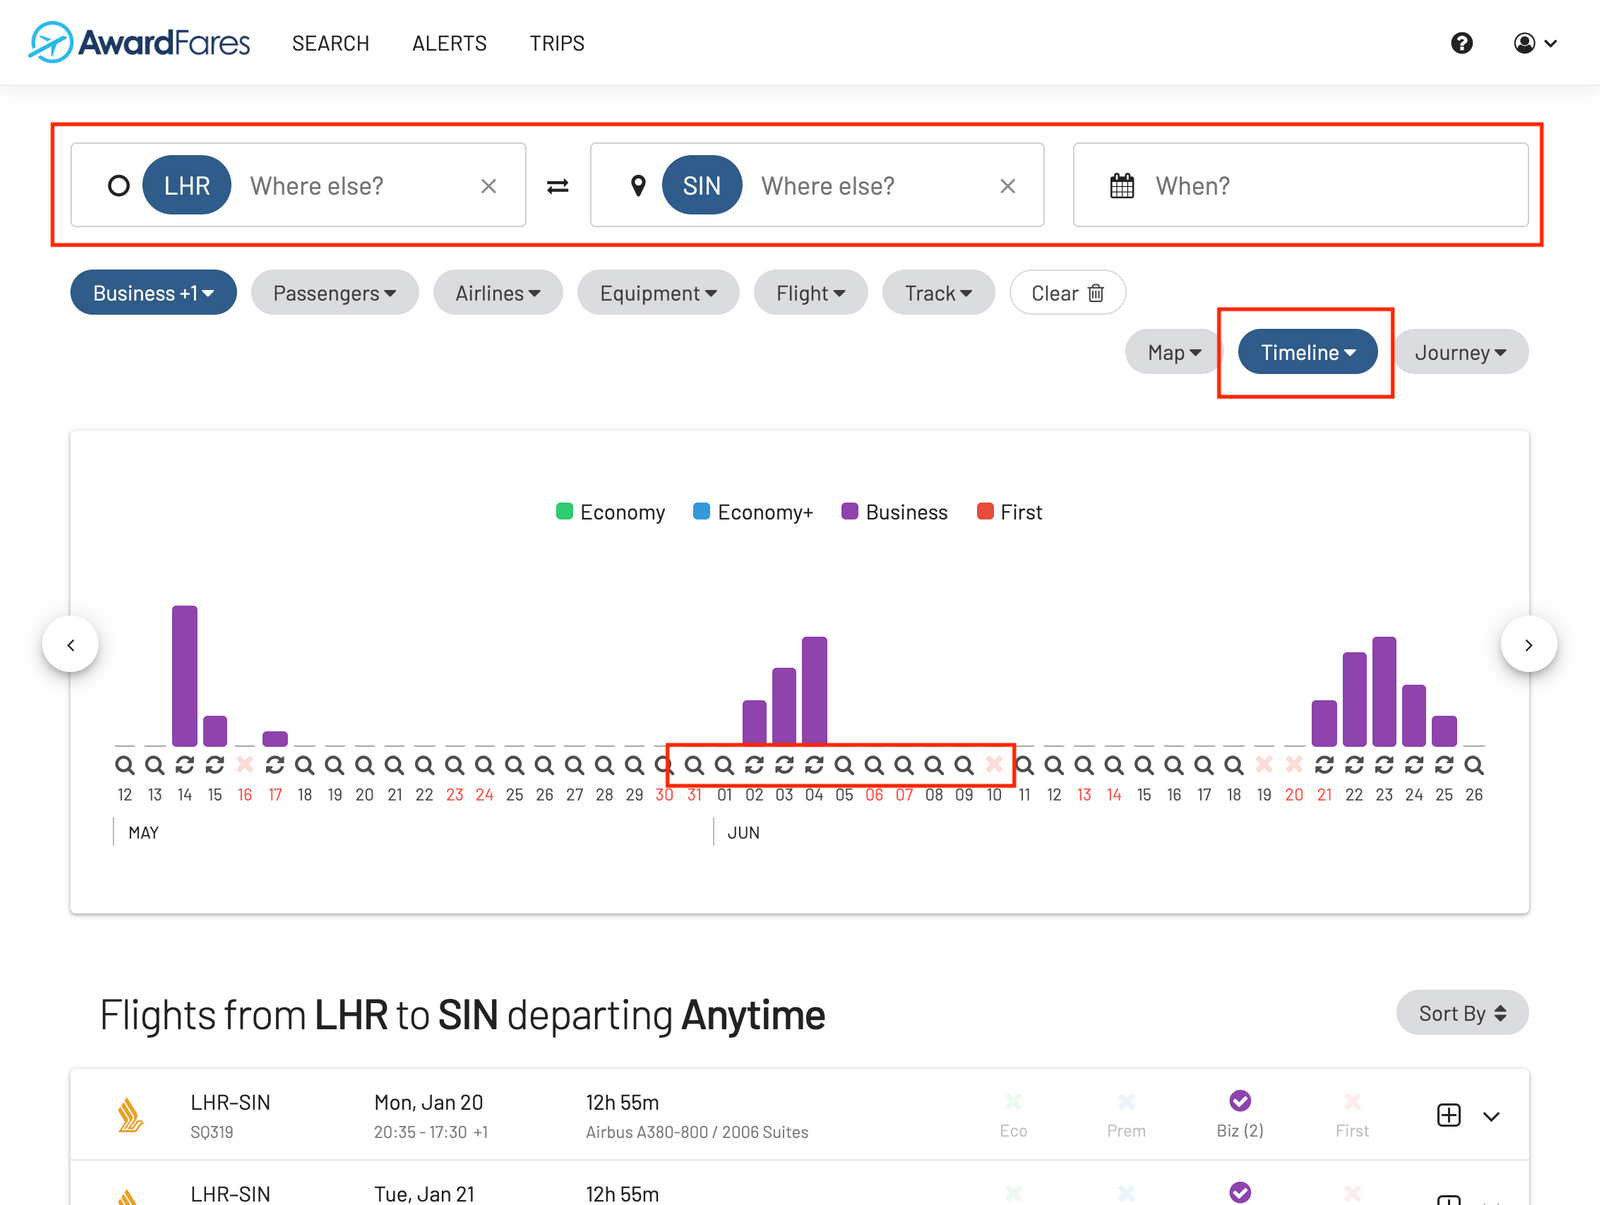 AwardFares SEARCH ALERTS TRIPS
LHR Where else? SIN Where else? When?
Business +1 Passengers Airlines Equipment Flight Track Clear
Map Timeline Journey
Economy Economy+ Business First
12 13 14 15 16 17 18 19 20 21 22 23 24 25 26 27 28 29 30 31 01 02 03 04 05 06 07 08 09 10 11 12 13 14 15 16 17 18 19 20 21 22 23 24 25 26
MAY JUN
Flights from LHR to SIN departing Anytime Sort By
LHR–SIN Mon, Jan 20 12h 55m
SQ319 20:35 - 17:30 +1 Airbus A380-800 / 2006 Suites Eco Prem Biz (2) First
LHR–SIN Tue, Jan 21 12h 55m